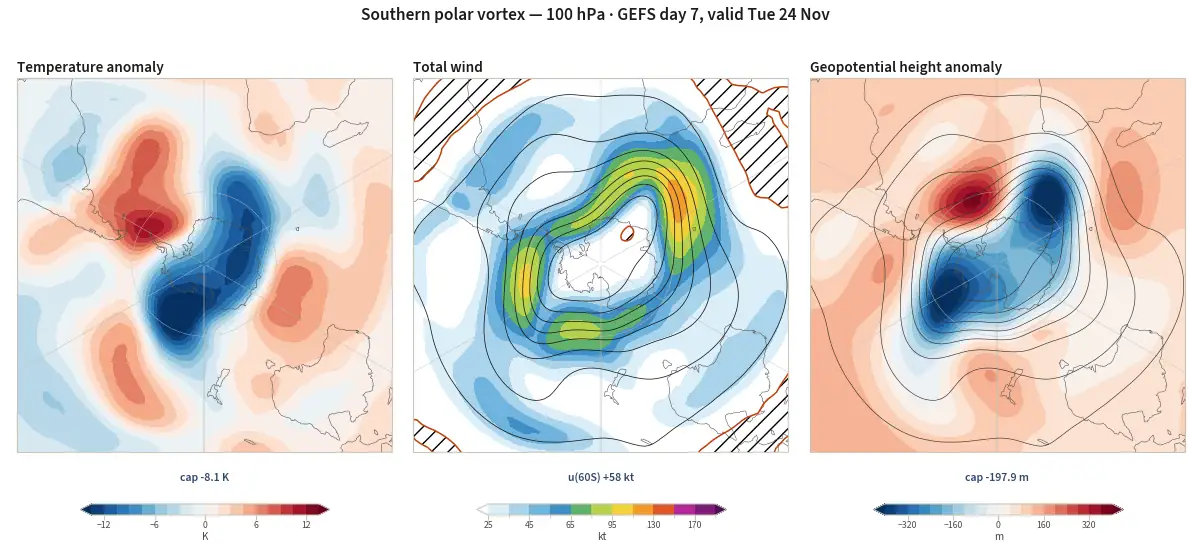 Southern polar vortex — 100 hPa · GEFS day 7, valid Tue 24 Nov
Temperature anomaly
Total wind
Geopotential height anomaly
cap -8.1 K
u(60S) +58 kt
cap -197.9 m
−12 −6 0 6 12
K
25 45 65 95 130 170
kt
−320 −160 0 160 320
m